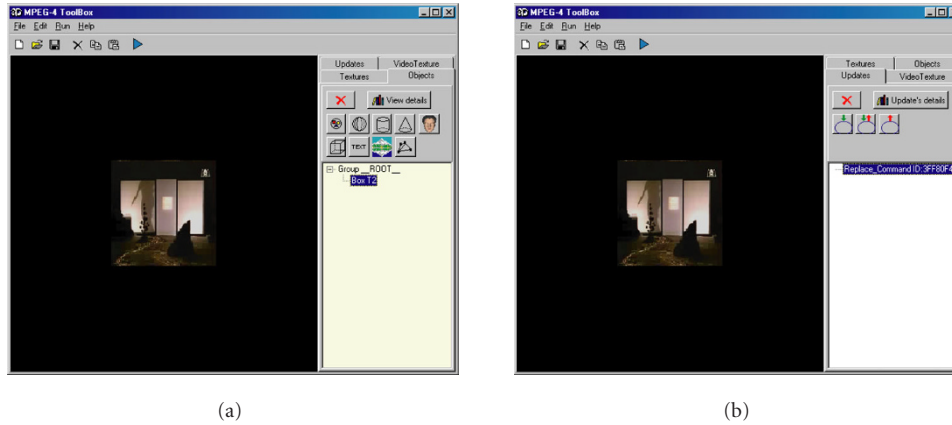 MPEG-4 ToolBox
File Edit Run Help
Updates VideoTexture
Textures Objects
View details
TEXT
Group __ROOT__
Box T2
(a)
MPEG-4 ToolBox
File Edit Run Help
Textures Objects
Updates VideoTexture
Update's details
Replace_Command ID:3FF80F4
(b)